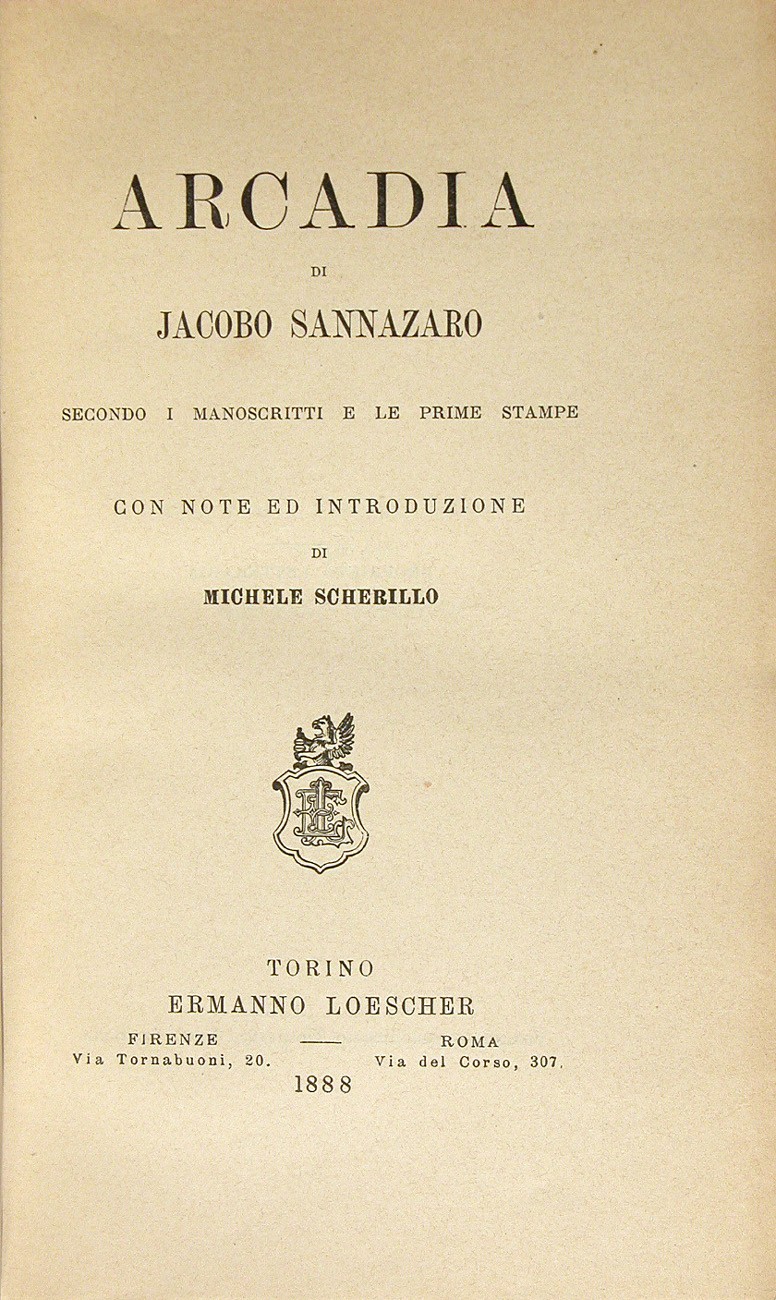 ARCADIA
DI
JACOBO SANNAZARO
SECONDO I MANOSCRITTI E LE PRIME STAMPE
CON NOTE ED INTRODUZIONE
DI
MICHELE SCHERILLO
TORINO
ERMANNO LOESCHER
FIRENZE — ROMA
Via Tornabuoni, 20. Via del Corso, 307.
1888